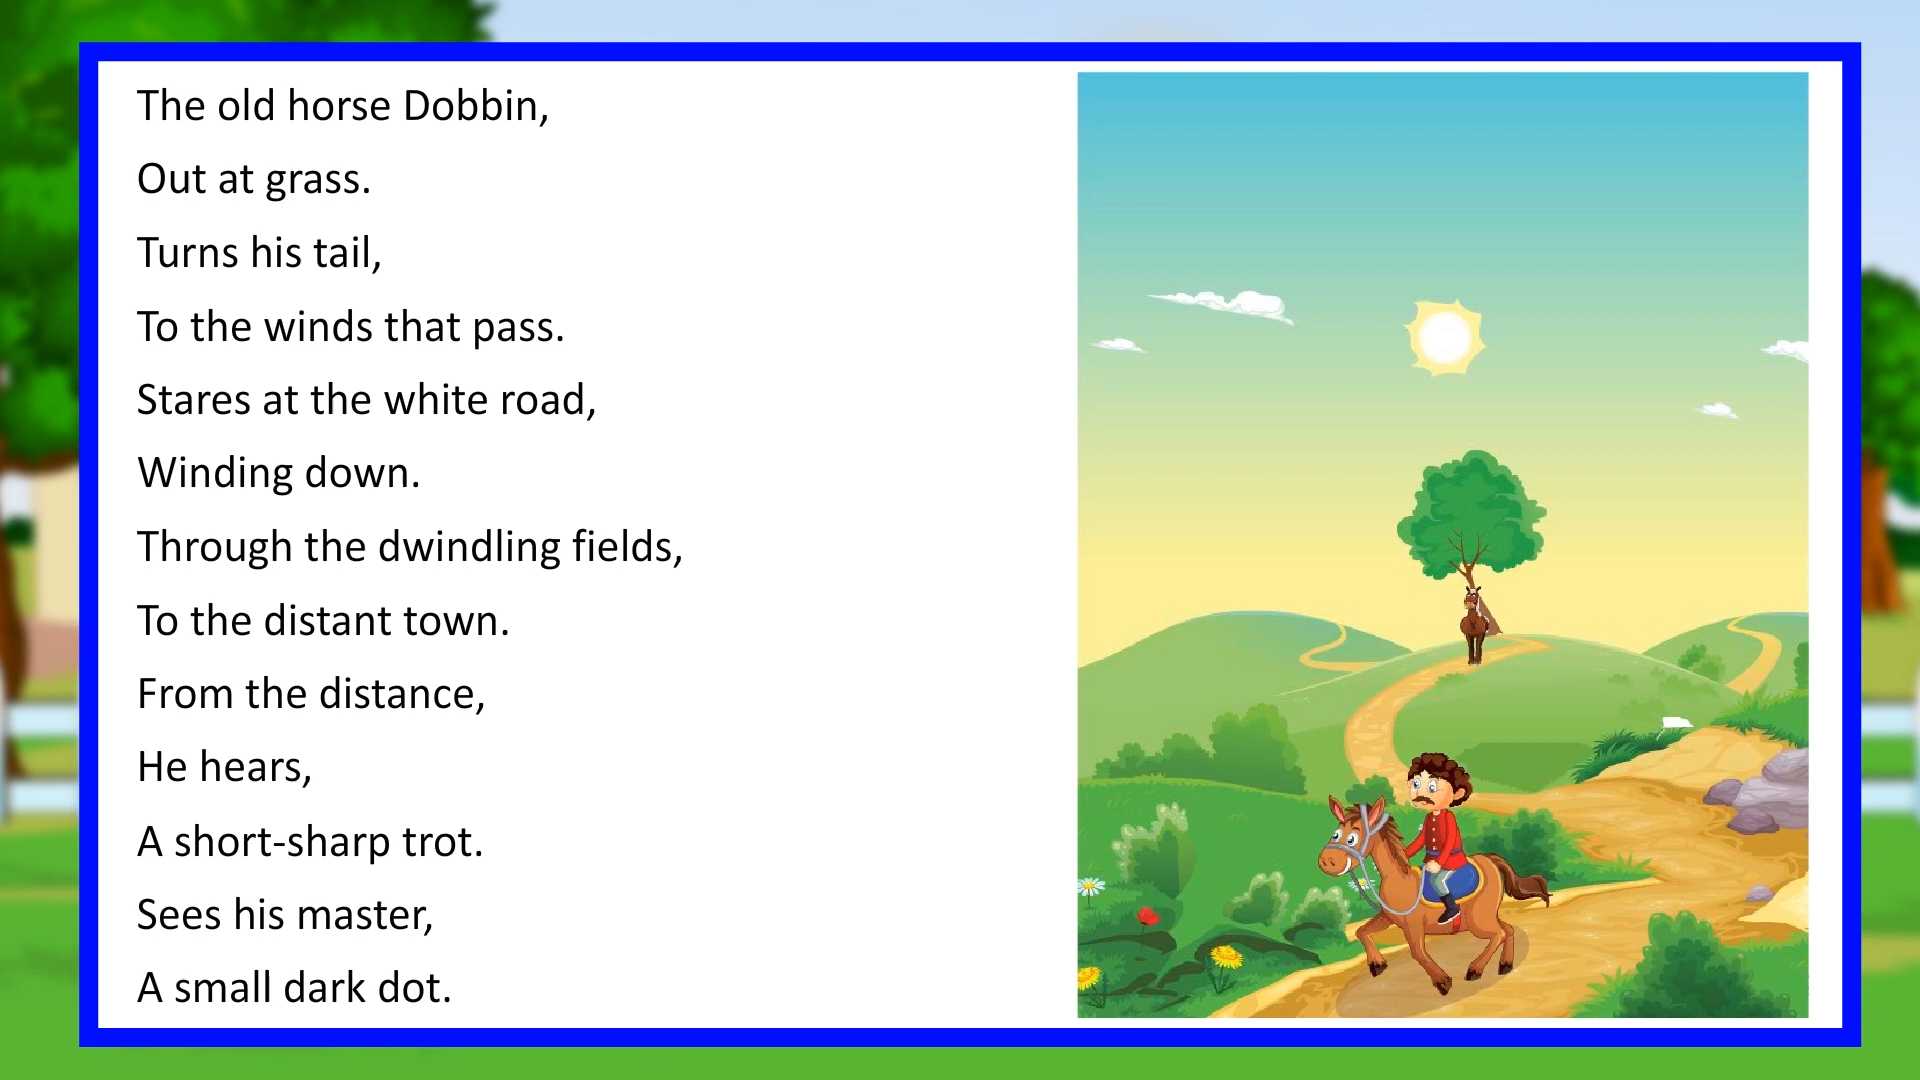 The old horse Dobbin,
Out at grass.
Turns his tail,
To the winds that pass.
Stares at the white road,
Winding down.
Through the dwindling fields,
To the distant town.
From the distance,
He hears,
A short-sharp trot.
Sees his master,
A small dark dot.